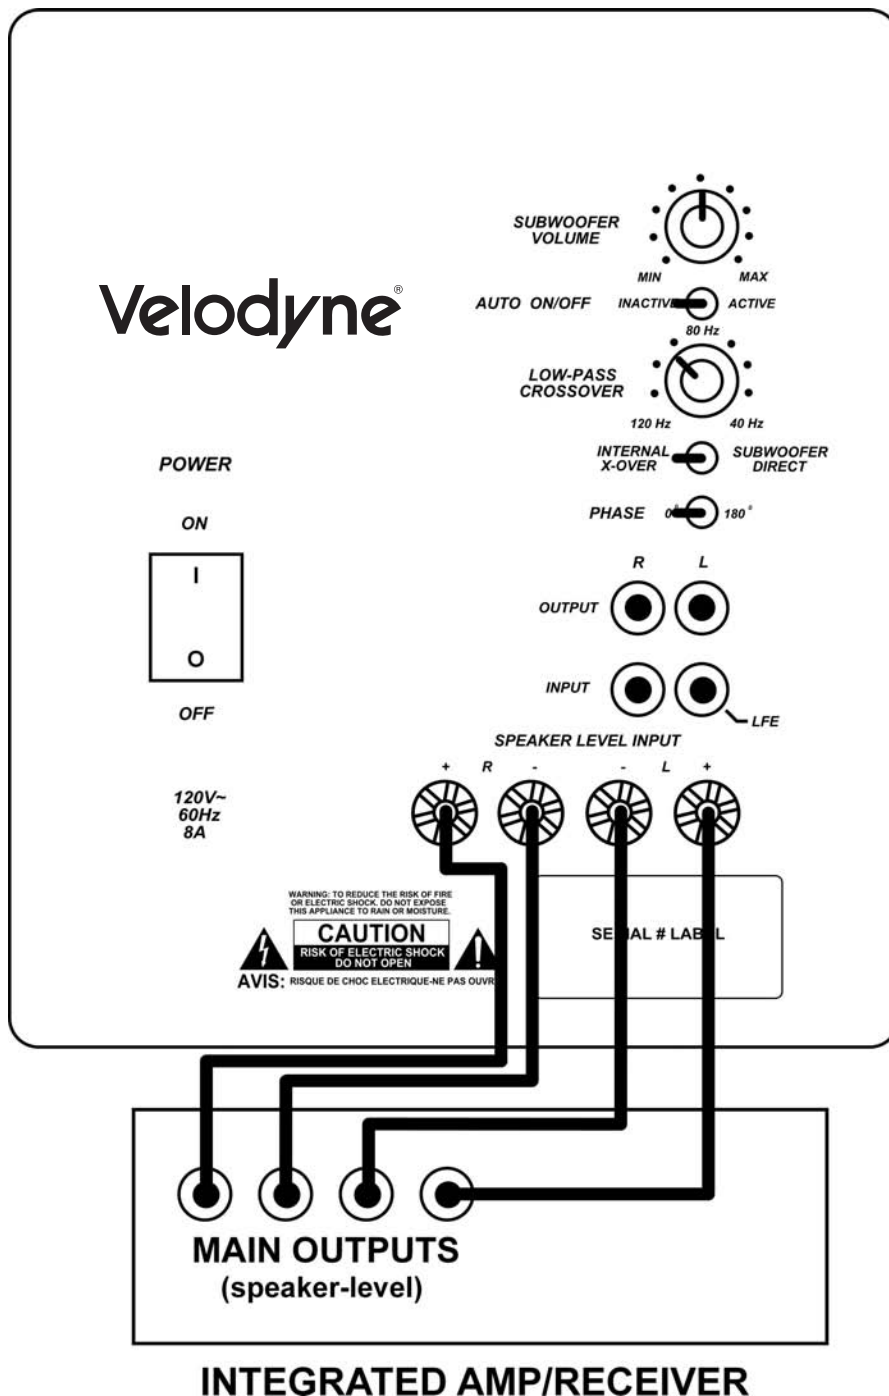 SUBWOOFER
VOLUME
MIN MAX
Velodyne®
AUTO ON/OFF INACTIVE ACTIVE
80 Hz
LOW-PASS
CROSSOVER
120 Hz 40 Hz
POWER
INTERNAL
X-OVER
SUBWOOFER
DIRECT
ON
PHASE 0° 180°
R L
I
OUTPUT
O
INPUT
OFF
LFE
SPEAKER LEVEL INPUT
+ R - - L +
120V~
60Hz
8A
WARNING: TO REDUCE THE RISK OF FIRE
OR ELECTRIC SHOCK. DO NOT EXPOSE
THIS APPLIANCE TO RAIN OR MOISTURE.
CAUTION
RISK OF ELECTRIC SHOCK
DO NOT OPEN
AVIS: RISQUE DE CHOC ELECTRIQUE-NE PAS OUVR
SERIAL # LABEL
MAIN OUTPUTS
(speaker-level)
INTEGRATED AMP/RECEIVER